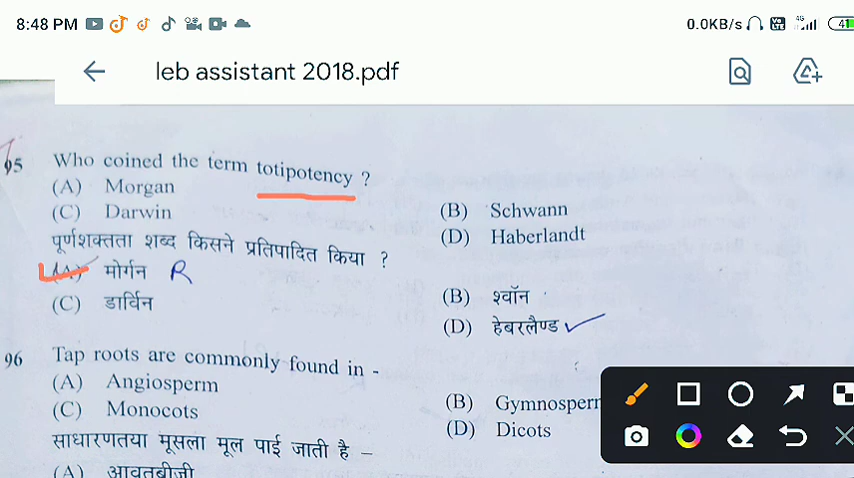 8:48 PM 0.0KB/s 4G 41
leb assistant 2018.pdf
95 Who coined the term totipotency ?
(A) Morgan
(B) Schwann
(C) Darwin
(D) Haberlandt
पूर्णशक्तता शब्द किसने प्रतिपादित किया ?
(A) मोर्गन R
(B) श्वॉन
(C) डार्विन
(D) हेबरलैण्ड
96 Tap roots are commonly found in -
(A) Angiosperm
(B) Gymnosperm
(C) Monocots
(D) Dicots
साधारणतया मूसला मूल पाई जाती है –
(A) आवृतबीजी